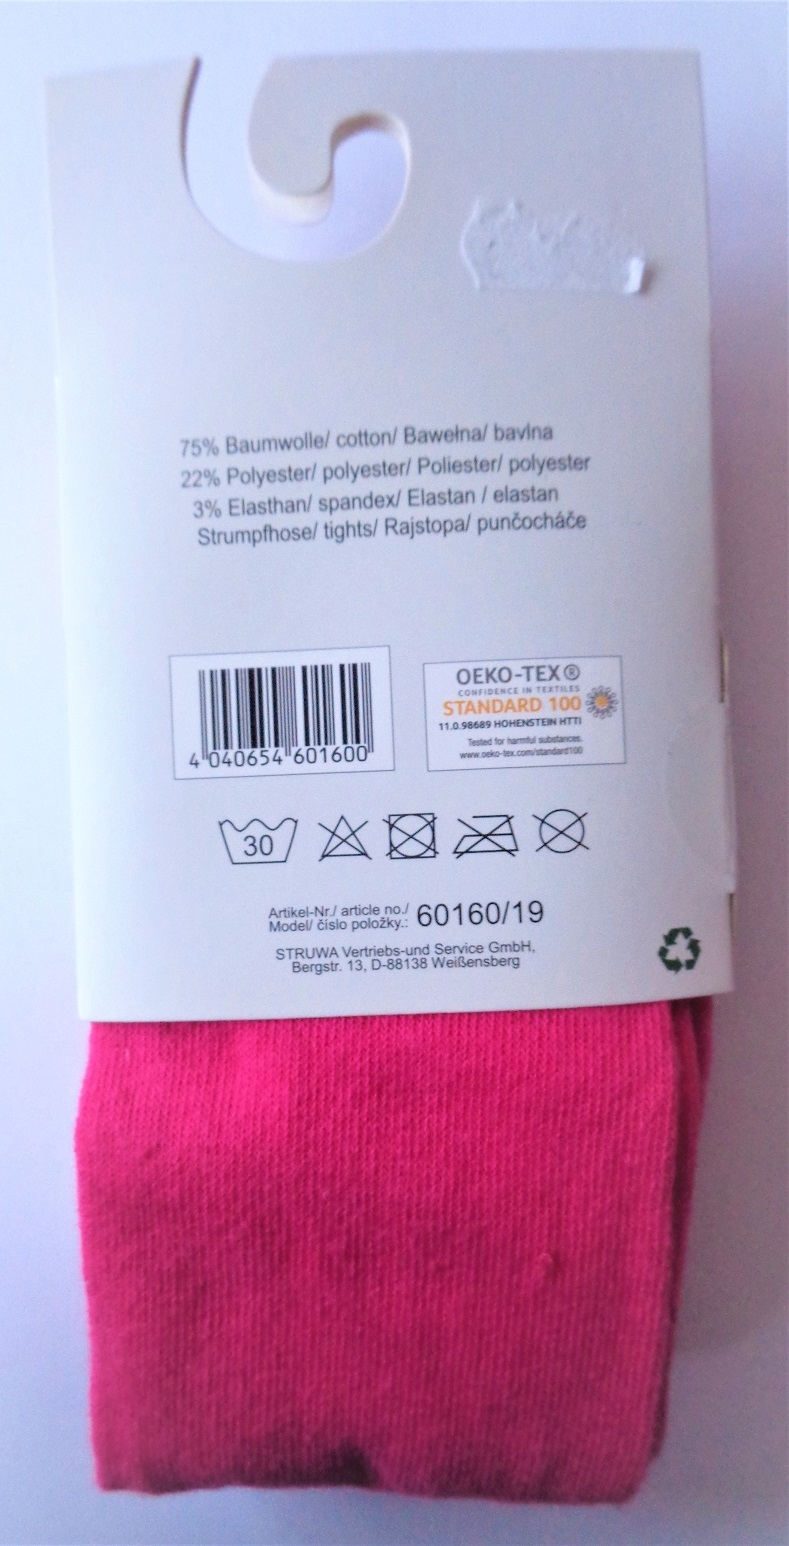 75% Baumwolle/ cotton/ Bawełna/ bavlna
22% Polyester/ polyester/ Poliester/ polyester
3% Elasthan/ spandex/ Elastan / elastan
Strumpfhose/ tights/ Rajstopa/ punčocháče
4 040654 601600
OEKO-TEX®
CONFIDENCE IN TEXTILES
STANDARD 100
11.0.98689 HOHENSTEIN HTTI
Tested for harmful substances.
www.oeko-tex.com/standard100
30
Artikel-Nr./ article no./
Model/ číslo položky.: 60160/19
STRUWA Vertriebs-und Service GmbH,
Bergstr. 13, D-88138 Weißensberg